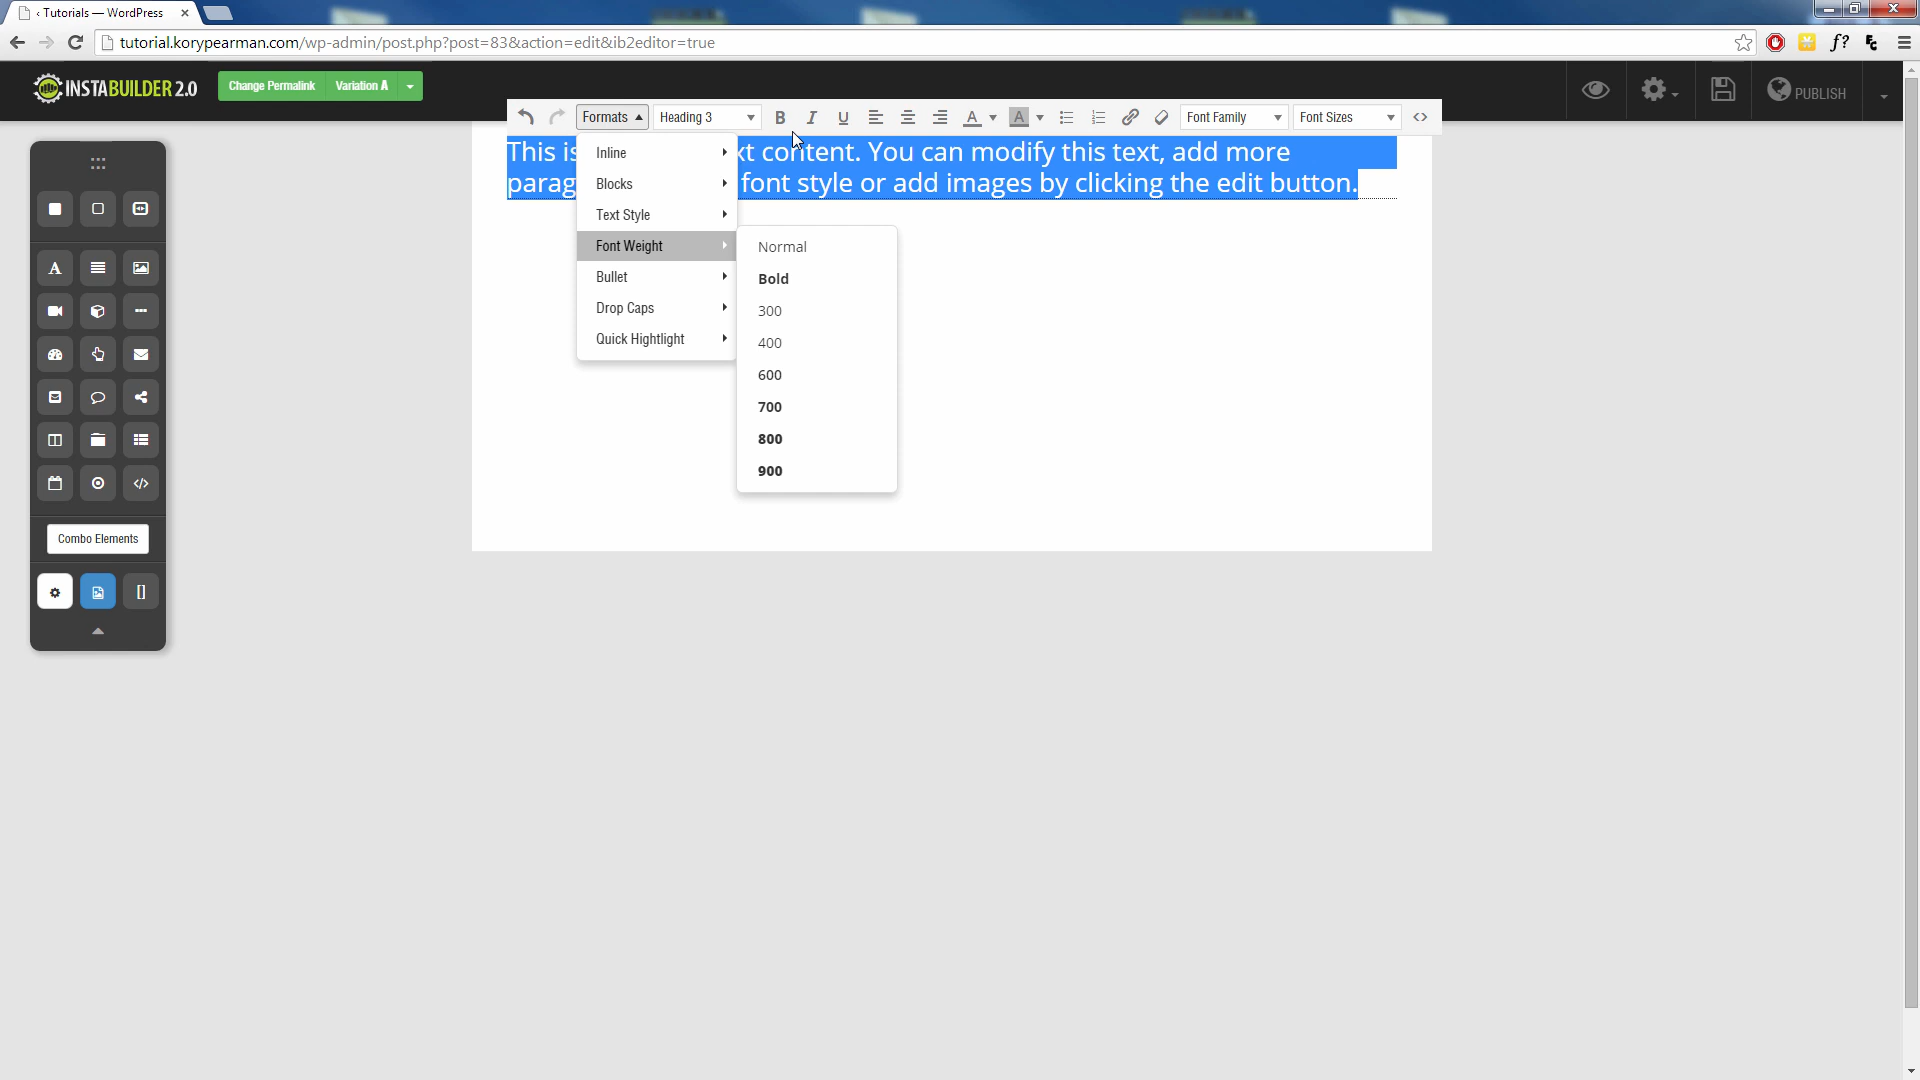 ‹ Tutorials — WordPress
tutorial.korypearman.com/wp-admin/post.php?post=83&action=edit&ib2editor=true
INSTABUILDER 2.0
Change Permalink
Variation A
PUBLISH
Formats
Heading 3
B
I
U
A
A
Font Family
Font Sizes
<>
This is xt content. You can modify this text, add more
parag font style or add images by clicking the edit button.
Inline
Blocks
Text Style
Font Weight
Bullet
Drop Caps
Quick Hightlight
Normal
Bold
300
400
600
700
800
900
A
Combo Elements
[]